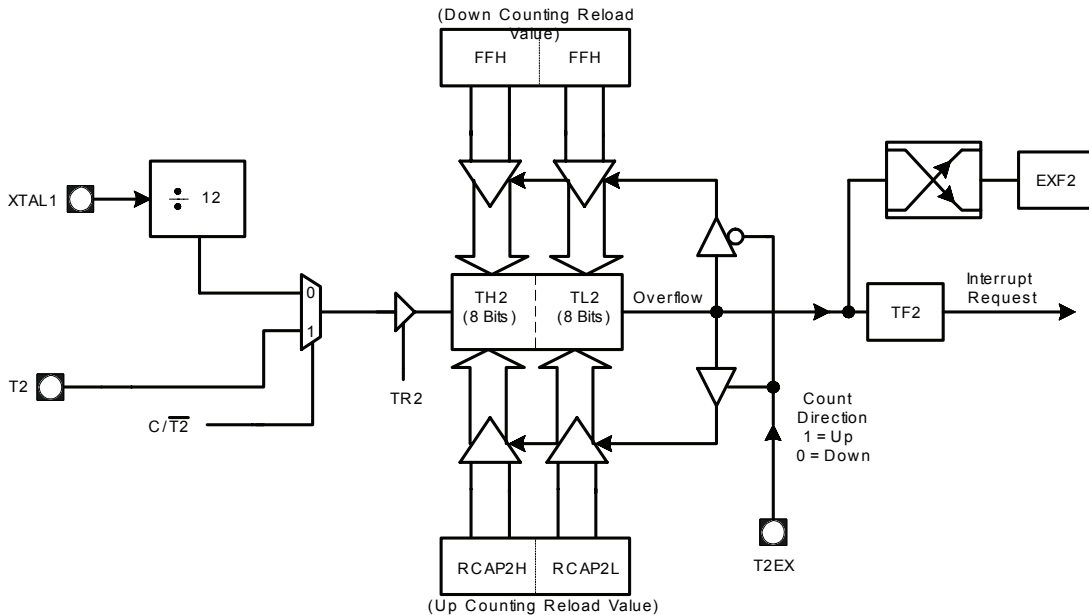 (Down Counting Reload
Value)
FFH FFH
÷ 12
XTAL1
EXF2
0
TH2
(8 Bits)
TL2
(8 Bits)
Overflow
Interrupt
Request
TF2
1
T2
TR2
C/T2
Count
Direction
1 = Up
0 = Down
T2EX
RCAP2H RCAP2L
(Up Counting Reload Value)